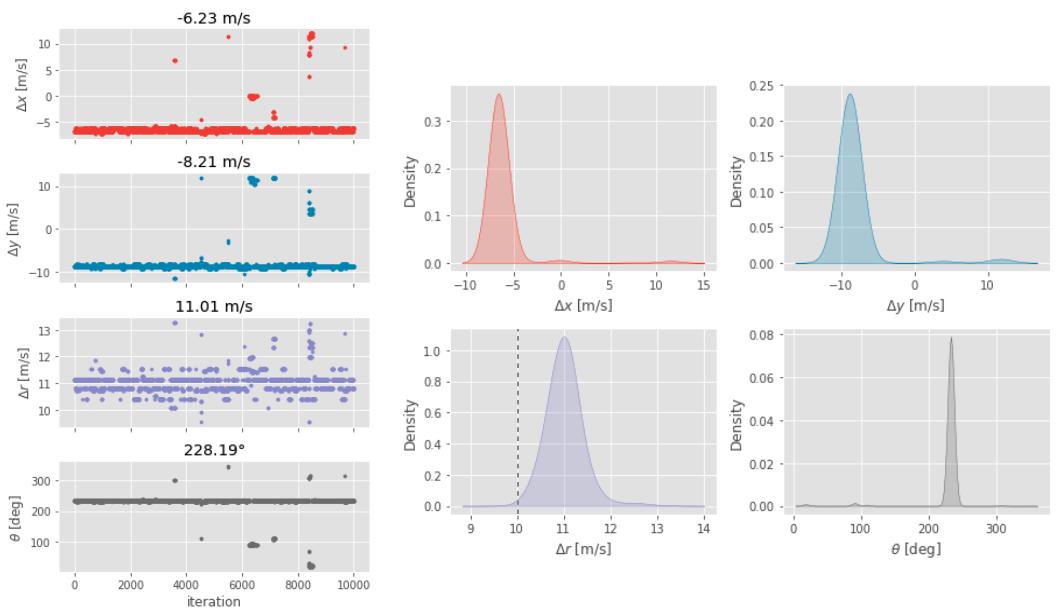 -6.23 m/s
Δx [m/s]
10
5
0
−5
-8.21 m/s
Δy [m/s]
10
0
−10
11.01 m/s
Δr [m/s]
13
12
11
10
228.19°
θ [deg]
300
200
100
0 2000 4000 6000 8000 10000
iteration
Density
0.3
0.2
0.1
0.0
−10 −5 0 5 10 15
Δx [m/s]
Density
0.25
0.20
0.15
0.10
0.05
0.00
−10 0 10
Δy [m/s]
Density
1.0
0.8
0.6
0.4
0.2
0.0
9 10 11 12 13 14
Δr [m/s]
Density
0.08
0.06
0.04
0.02
0.00
0 100 200 300
θ [deg]